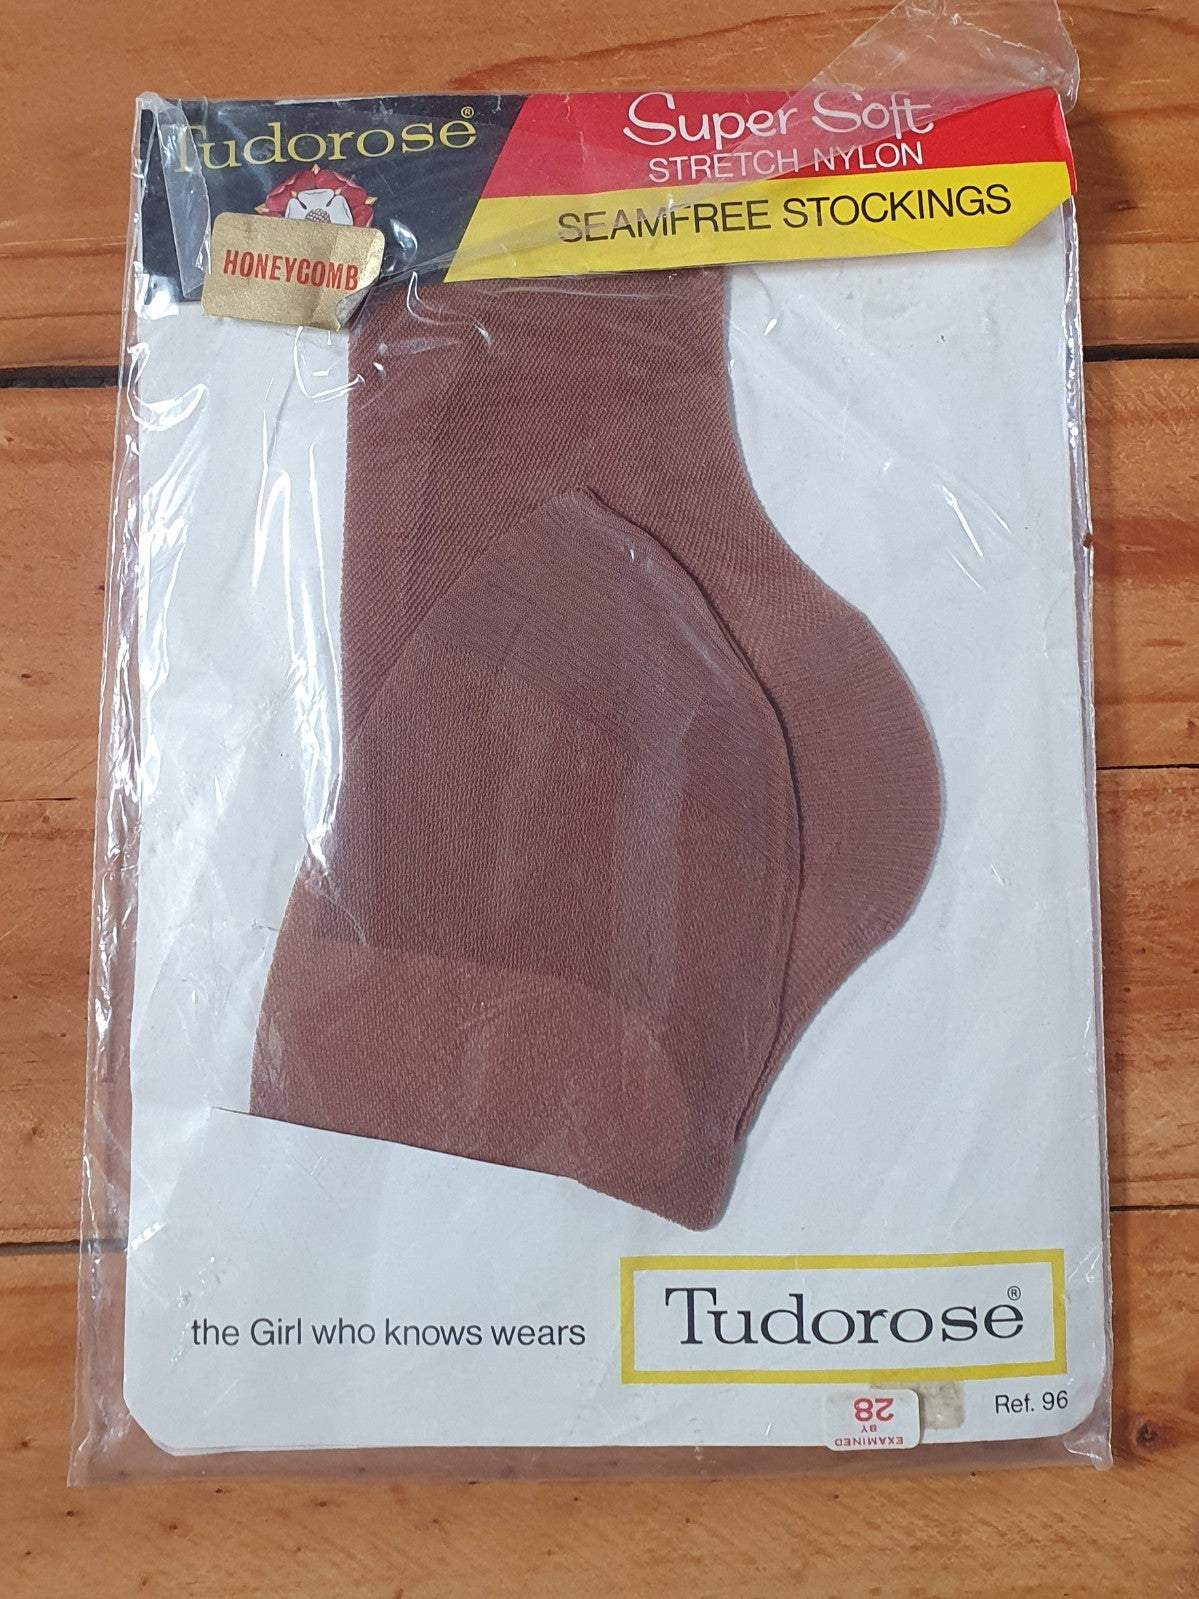 Tudorose®
Super Soft
STRETCH NYLON
SEAMFREE STOCKINGS
HONEYCOMB
the Girl who knows wears
Tudorose®
Ref. 96
EXAMINED
BY
28